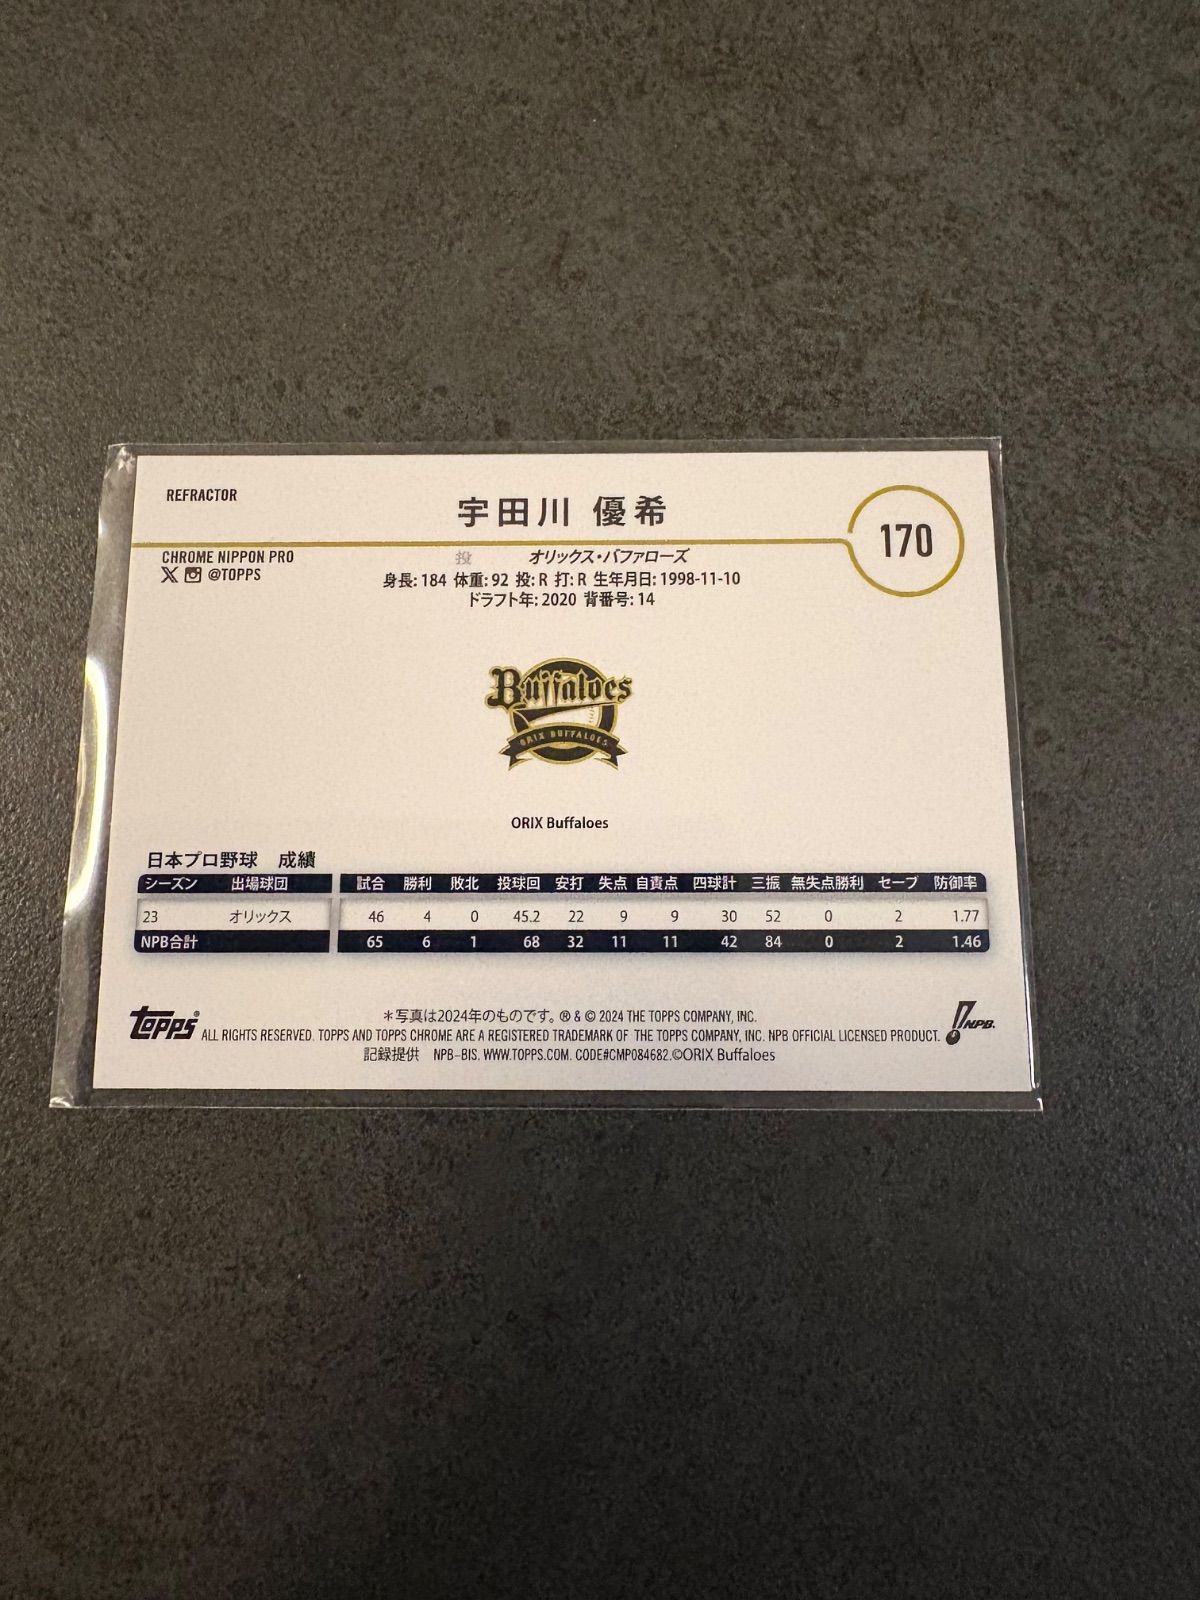 REFRACTOR
宇田川 優希
170
CHROME NIPPON PRO
投 オリックス・バファローズ
@TOPPS
身長: 184 体重: 92 投: R 打: R 生年月日: 1998-11-10
ドラフト年: 2020 背番号: 14
Buffaloes
ORIX BUFFALOES
ORIX Buffaloes
日本プロ野球 成績
シーズン 出場球団 試合 勝利 敗北 投球回 安打 失点 自責点 四球計 三振 無失点勝利 セーブ 防御率
23 オリックス 46 4 0 45.2 22 9 9 30 52 0 2 1.77
NPB合計 65 6 1 68 32 11 11 42 84 0 2 1.46
Topps®
＊写真は2024年のものです。 ® & © 2024 THE TOPPS COMPANY, INC.
ALL RIGHTS RESERVED. TOPPS AND TOPPS CHROME ARE A REGISTERED TRADEMARK OF THE TOPPS COMPANY, INC. NPB OFFICIAL LICENSED PRODUCT.
NPB.
記録提供 NPB-BIS. WWW.TOPPS.COM. CODE#CMP084682.©ORIX Buffaloes